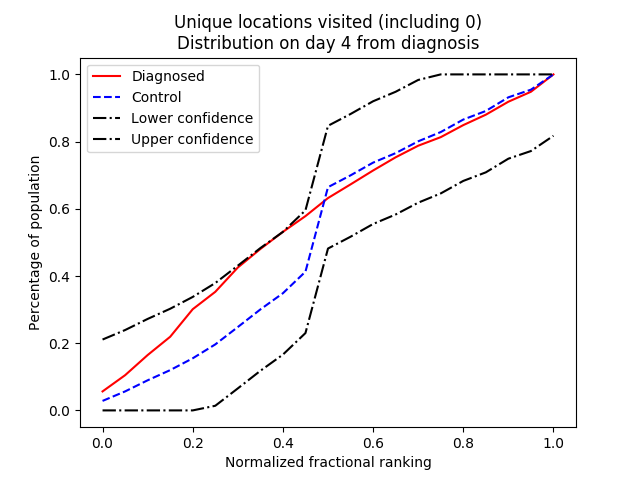 Unique locations visited (including 0)
Distribution on day 4 from diagnosis
Diagnosed
Control
Lower confidence
Upper confidence
Percentage of population
1.0
0.8
0.6
0.4
0.2
0.0
0.0 0.2 0.4 0.6 0.8 1.0
Normalized fractional ranking